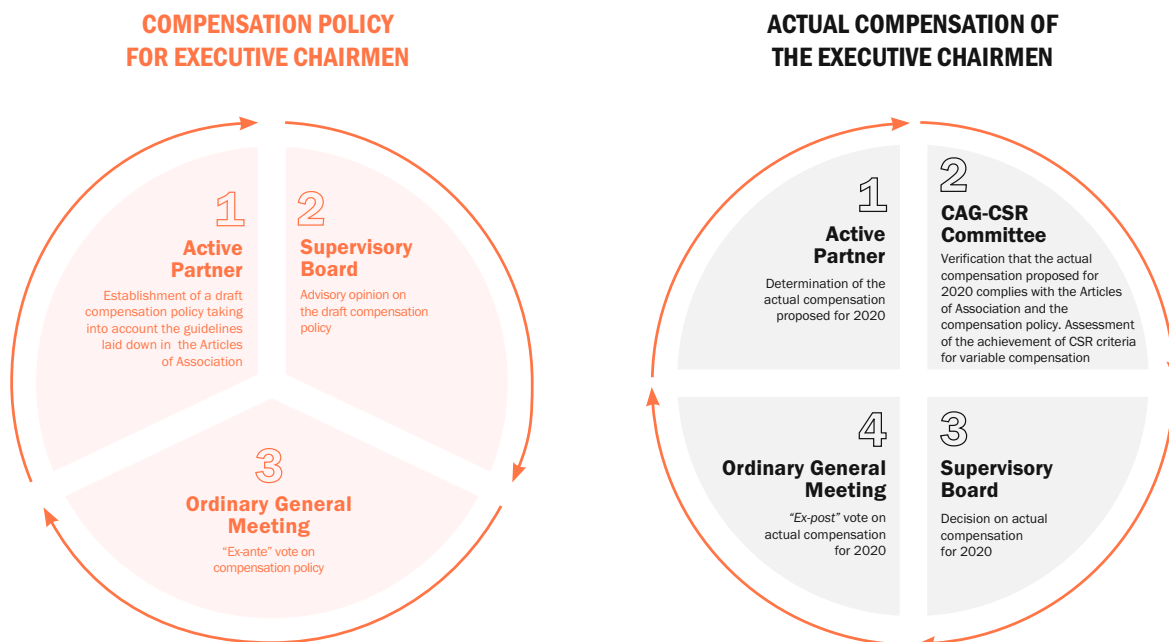 COMPENSATION POLICY
FOR EXECUTIVE CHAIRMEN
1
Active
Partner
Establishment of a draft
compensation policy taking
into account the guidelines
laid down in the Articles
of Association
2
Supervisory
Board
Advisory opinion on
the draft compensation
policy
3
Ordinary General
Meeting
“Ex-ante” vote on
compensation policy
ACTUAL COMPENSATION OF
THE EXECUTIVE CHAIRMEN
1
Active
Partner
Determination of the
actual compensation
proposed for 2020
2
CAG-CSR
Committee
Verification that the actual
compensation proposed for
2020 complies with the Articles
of Association and the
compensation policy. Assessment
of the achievement of CSR criteria
for variable compensation
3
Supervisory
Board
Decision on actual
compensation
for 2020
4
Ordinary General
Meeting
“Ex-post” vote on
actual compensation
for 2020